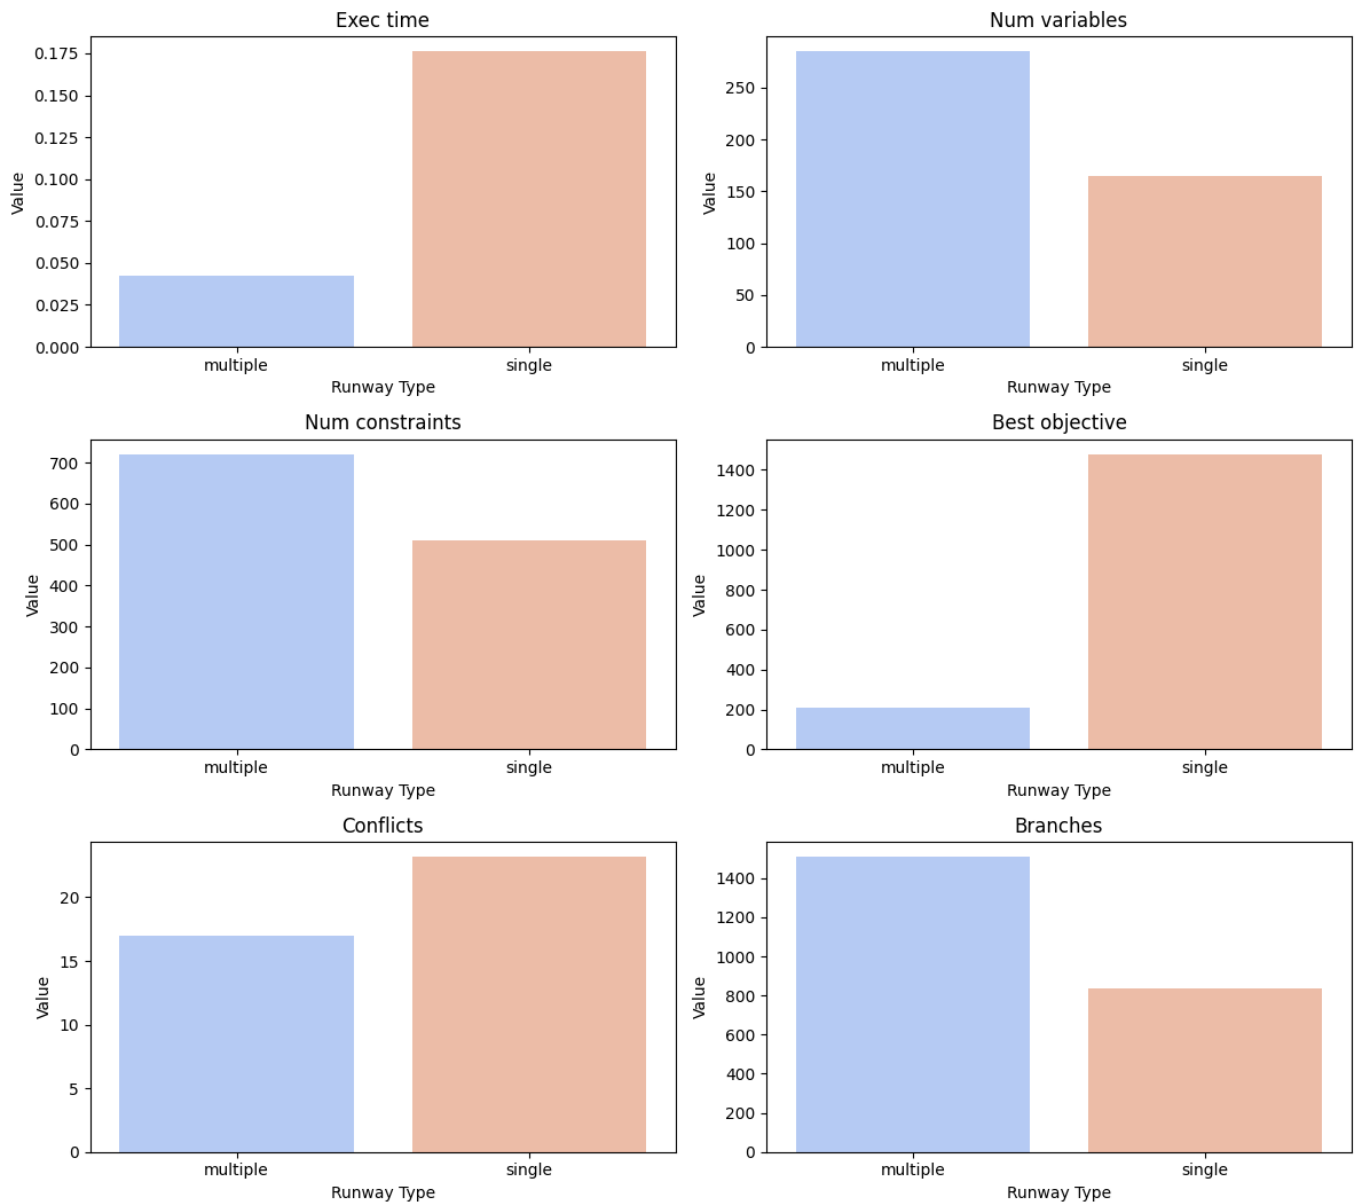 Exec time
0.175
0.150
0.125
0.100
0.075
0.050
0.025
0.000
Value
multiple single
Runway Type
Num variables
250
200
150
100
50
0
Value
multiple single
Runway Type
Num constraints
700
600
500
400
300
200
100
0
Value
multiple single
Runway Type
Best objective
1400
1200
1000
800
600
400
200
0
Value
multiple single
Runway Type
Conflicts
20
15
10
5
0
Value
multiple single
Runway Type
Branches
1400
1200
1000
800
600
400
200
0
Value
multiple single
Runway Type